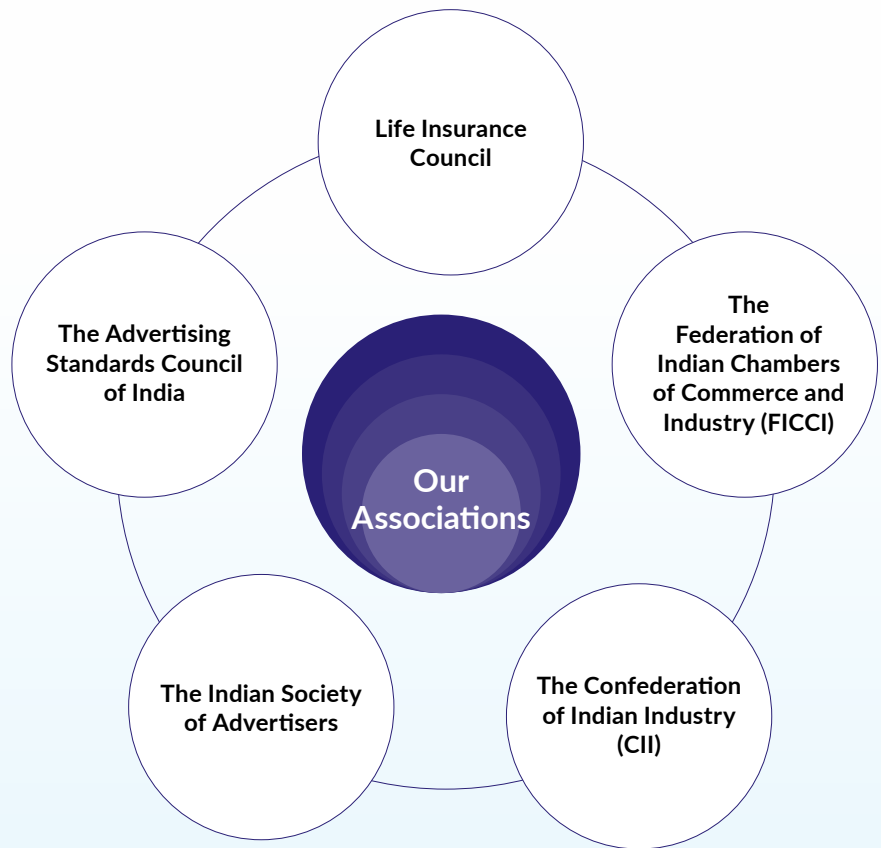 Life Insurance
Council
The
Federation of
Indian Chambers
of Commerce and
Industry (FICCI)
The Confederation
of Indian Industry
(CII)
The Indian Society
of Advertisers
The Advertising
Standards Council
of India
Our
Associations